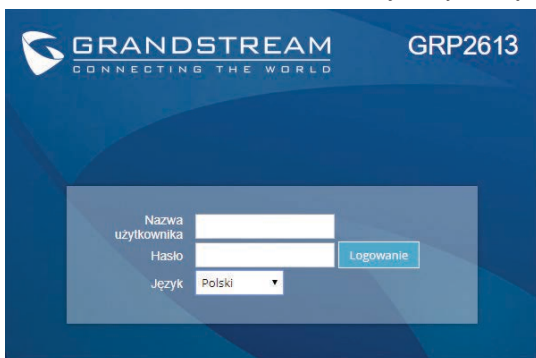 GRANDSTREAM
CONNECTING THE WORLD
GRP2613
Nazwa
użytkownika
Hasło
Logowanie
Język
Polski